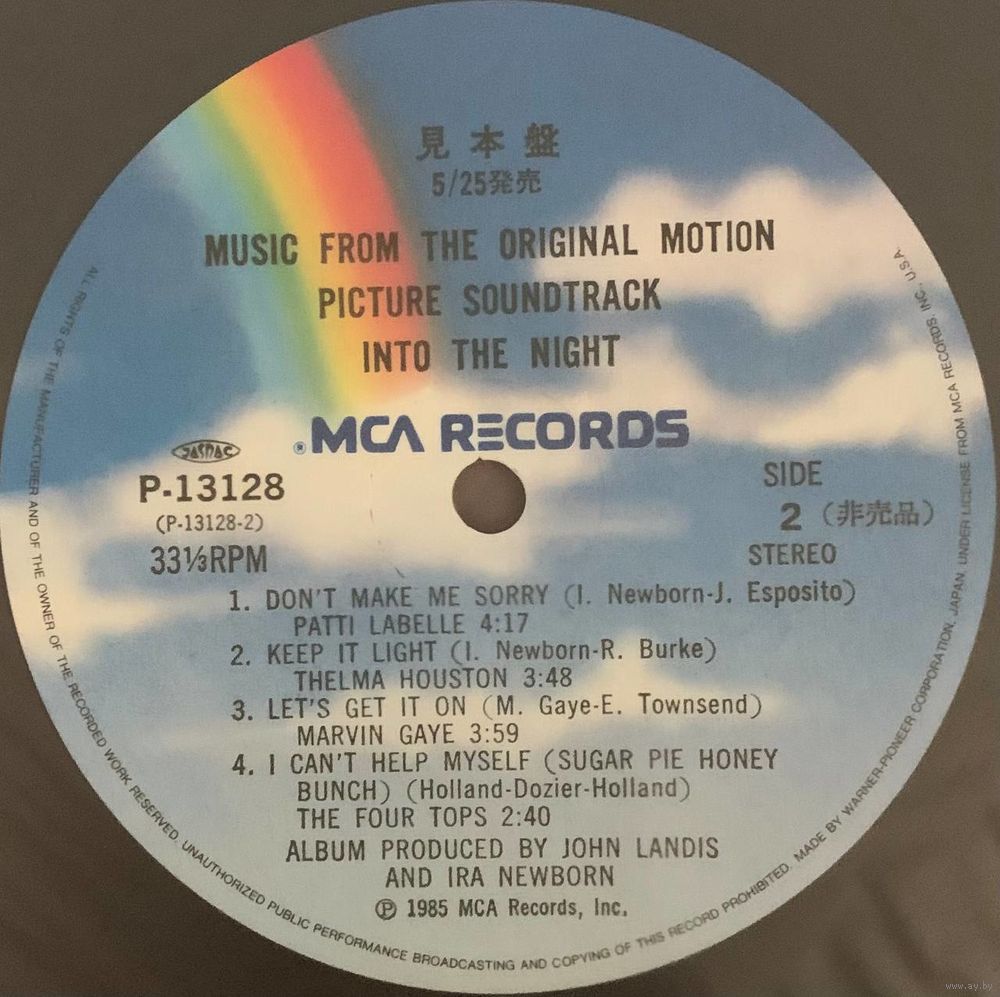 見本盤
5/25発売
MUSIC FROM THE ORIGINAL MOTION
PICTURE SOUNDTRACK
INTO THE NIGHT
®MCA RECORDS
JASRAC
P-13128
(P-13128-2)
33⅓RPM
SIDE
2 (非売品)
STEREO
1. DON'T MAKE ME SORRY (I. Newborn-J. Esposito)
PATTI LABELLE 4:17
2. KEEP IT LIGHT (I. Newborn-R. Burke)
THELMA HOUSTON 3:48
3. LET'S GET IT ON (M. Gaye-E. Townsend)
MARVIN GAYE 3:59
4. I CAN'T HELP MYSELF (SUGAR PIE HONEY
BUNCH) (Holland-Dozier-Holland)
THE FOUR TOPS 2:40
ALBUM PRODUCED BY JOHN LANDIS
AND IRA NEWBORN
℗ 1985 MCA Records, Inc.
ALL RIGHTS OF THE MANUFACTURER AND OF THE OWNER OF THE RECORDED WORK RESERVED. UNAUTHORIZED PUBLIC PERFORMANCE BROADCASTING AND COPYING OF THIS RECORD PROHIBITED. MADE BY WARNER-PIONEER CORPORATION, JAPAN. UNDER LICENSE FROM MCA RECORDS, INC. U.S.A.
www.ay.by